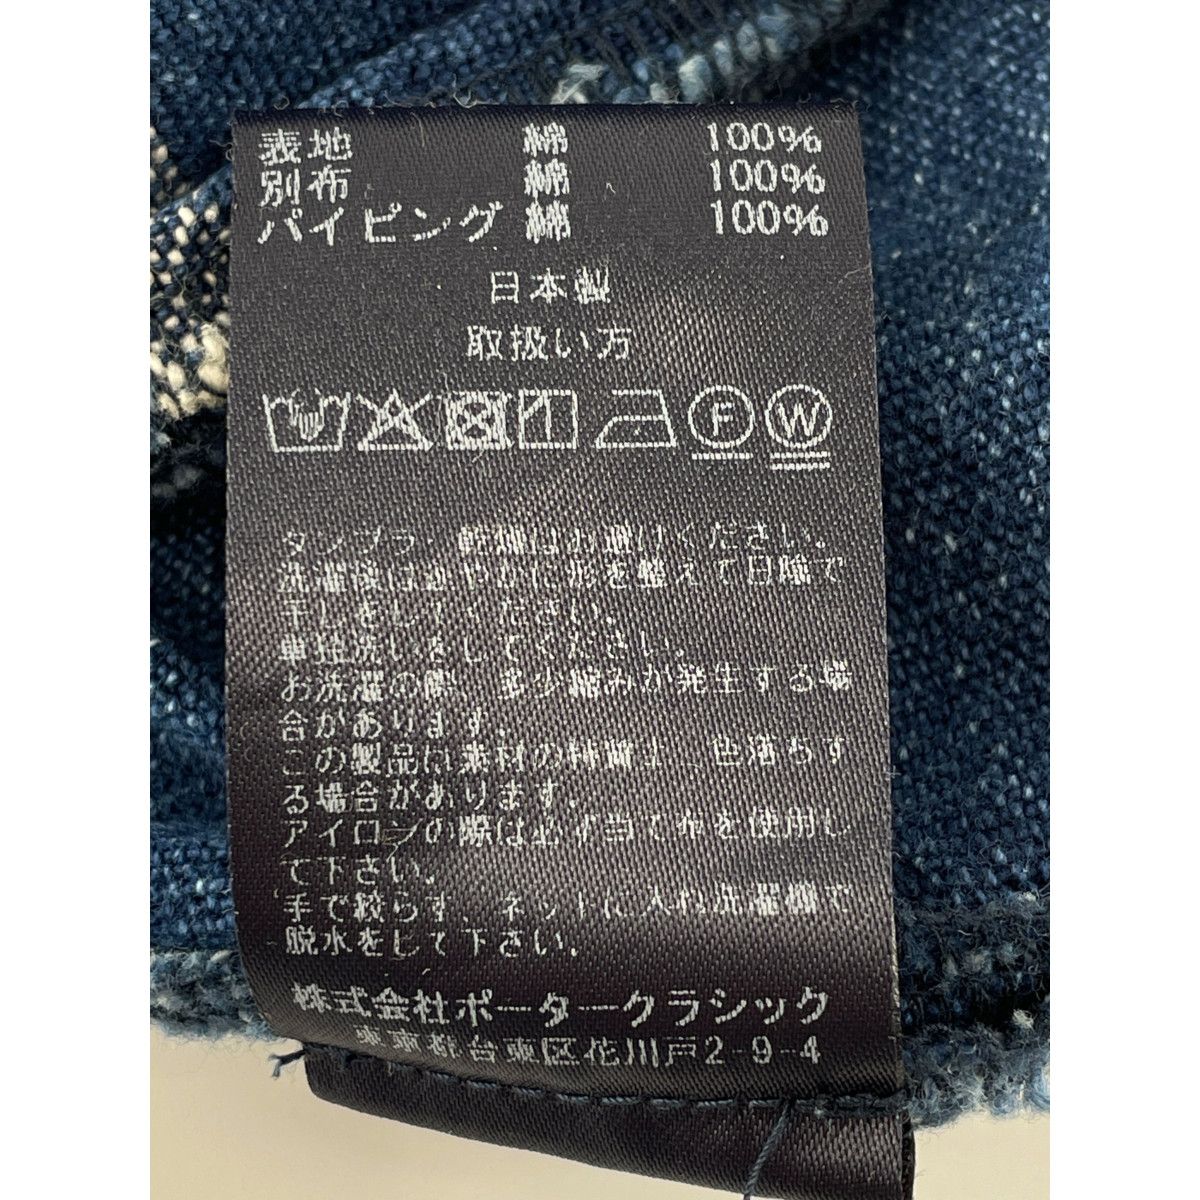 表地 綿 100%
別布 綿 100%
パイピング 綿 100%
日本製
取扱い方
F W
タンブラー乾燥はお避けください。
洗濯後は速やかに形を整えて日陰で
干しをしてください。
単独洗いをしてください。
お洗濯の際、多少縮みが発生する場
合があります。
この製品は素材の特質上、色落ちす
る場合があります。
アイロンの際は必ず当て布を使用し
て下さい。
手で絞らず、ネットに入れ洗濯機で
脱水をして下さい。
株式会社ポータークラシック
東京都台東区花川戸2-9-4